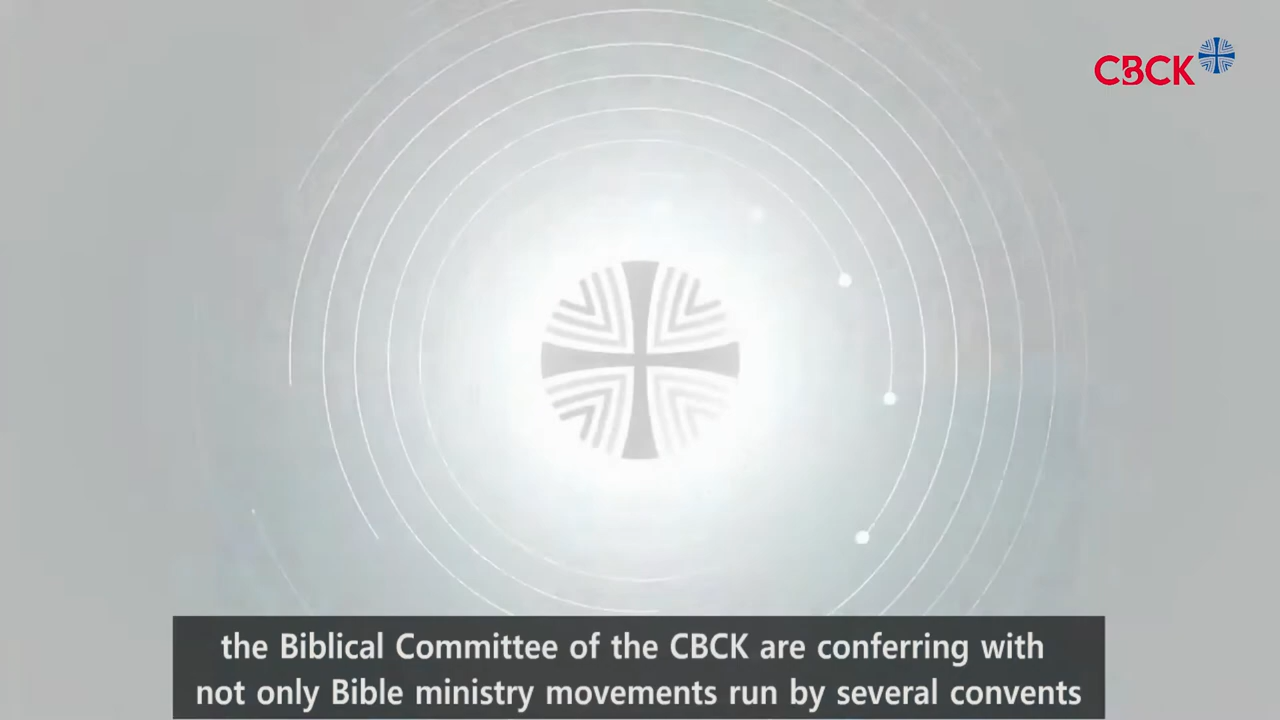 CBCK
the Biblical Committee of the CBCK are conferring with
not only Bible ministry movements run by several convents